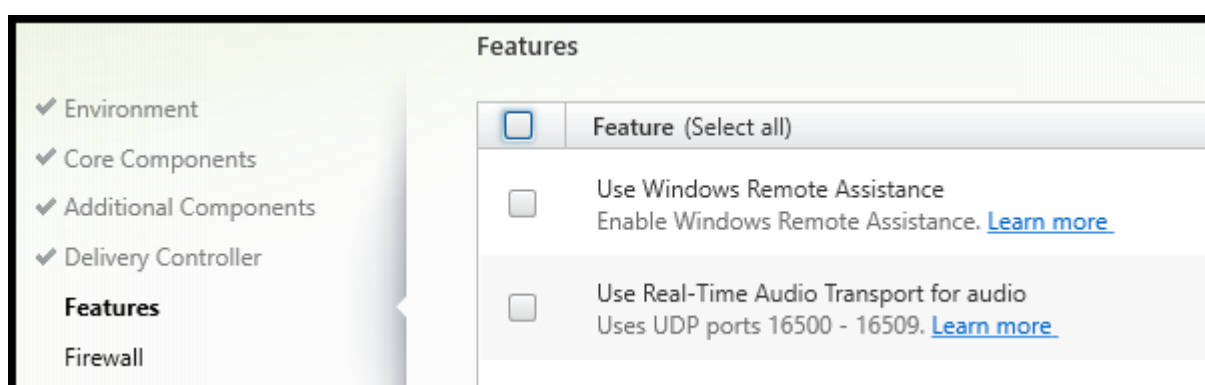 Features
Environment
Core Components
Additional Components
Delivery Controller
Features
Firewall
Feature (Select all)
Use Windows Remote Assistance
Enable Windows Remote Assistance. Learn more
Use Real-Time Audio Transport for audio
Uses UDP ports 16500 - 16509. Learn more